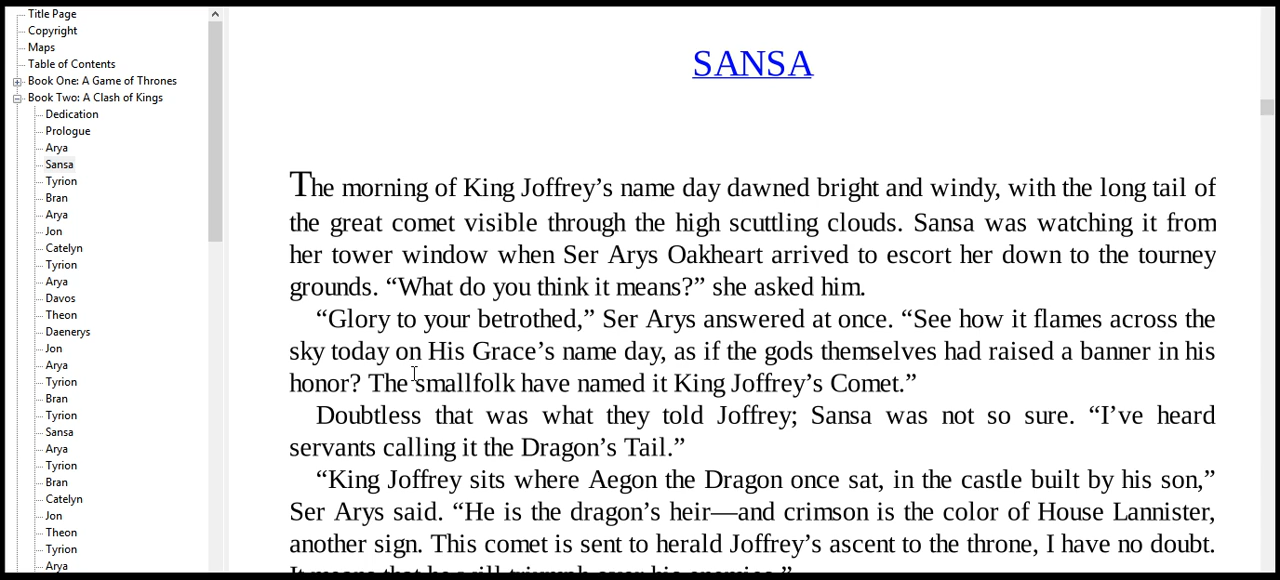 Title Page
Copyright
Maps
Table of Contents
Book One: A Game of Thrones
Book Two: A Clash of Kings
Dedication
Prologue
Arya
Sansa
Tyrion
Bran
Arya
Jon
Catelyn
Tyrion
Arya
Davos
Theon
Daenerys
Jon
Arya
Tyrion
Bran
Tyrion
Sansa
Arya
Tyrion
Bran
Catelyn
Jon
Theon
Tyrion
Arya
SANSA
The morning of King Joffrey’s name day dawned bright and windy, with the long tail of
the great comet visible through the high scuttling clouds. Sansa was watching it from
her tower window when Ser Arys Oakheart arrived to escort her down to the tourney
grounds. “What do you think it means?” she asked him.
“Glory to your betrothed,” Ser Arys answered at once. “See how it flames across the
sky today on His Grace’s name day, as if the gods themselves had raised a banner in his
honor? The smallfolk have named it King Joffrey’s Comet.”
Doubtless that was what they told Joffrey; Sansa was not so sure. “I’ve heard
servants calling it the Dragon’s Tail.”
“King Joffrey sits where Aegon the Dragon once sat, in the castle built by his son,”
Ser Arys said. “He is the dragon’s heir—and crimson is the color of House Lannister,
another sign. This comet is sent to herald Joffrey’s ascent to the throne, I have no doubt.
It means that he will triumph over his enemies.”